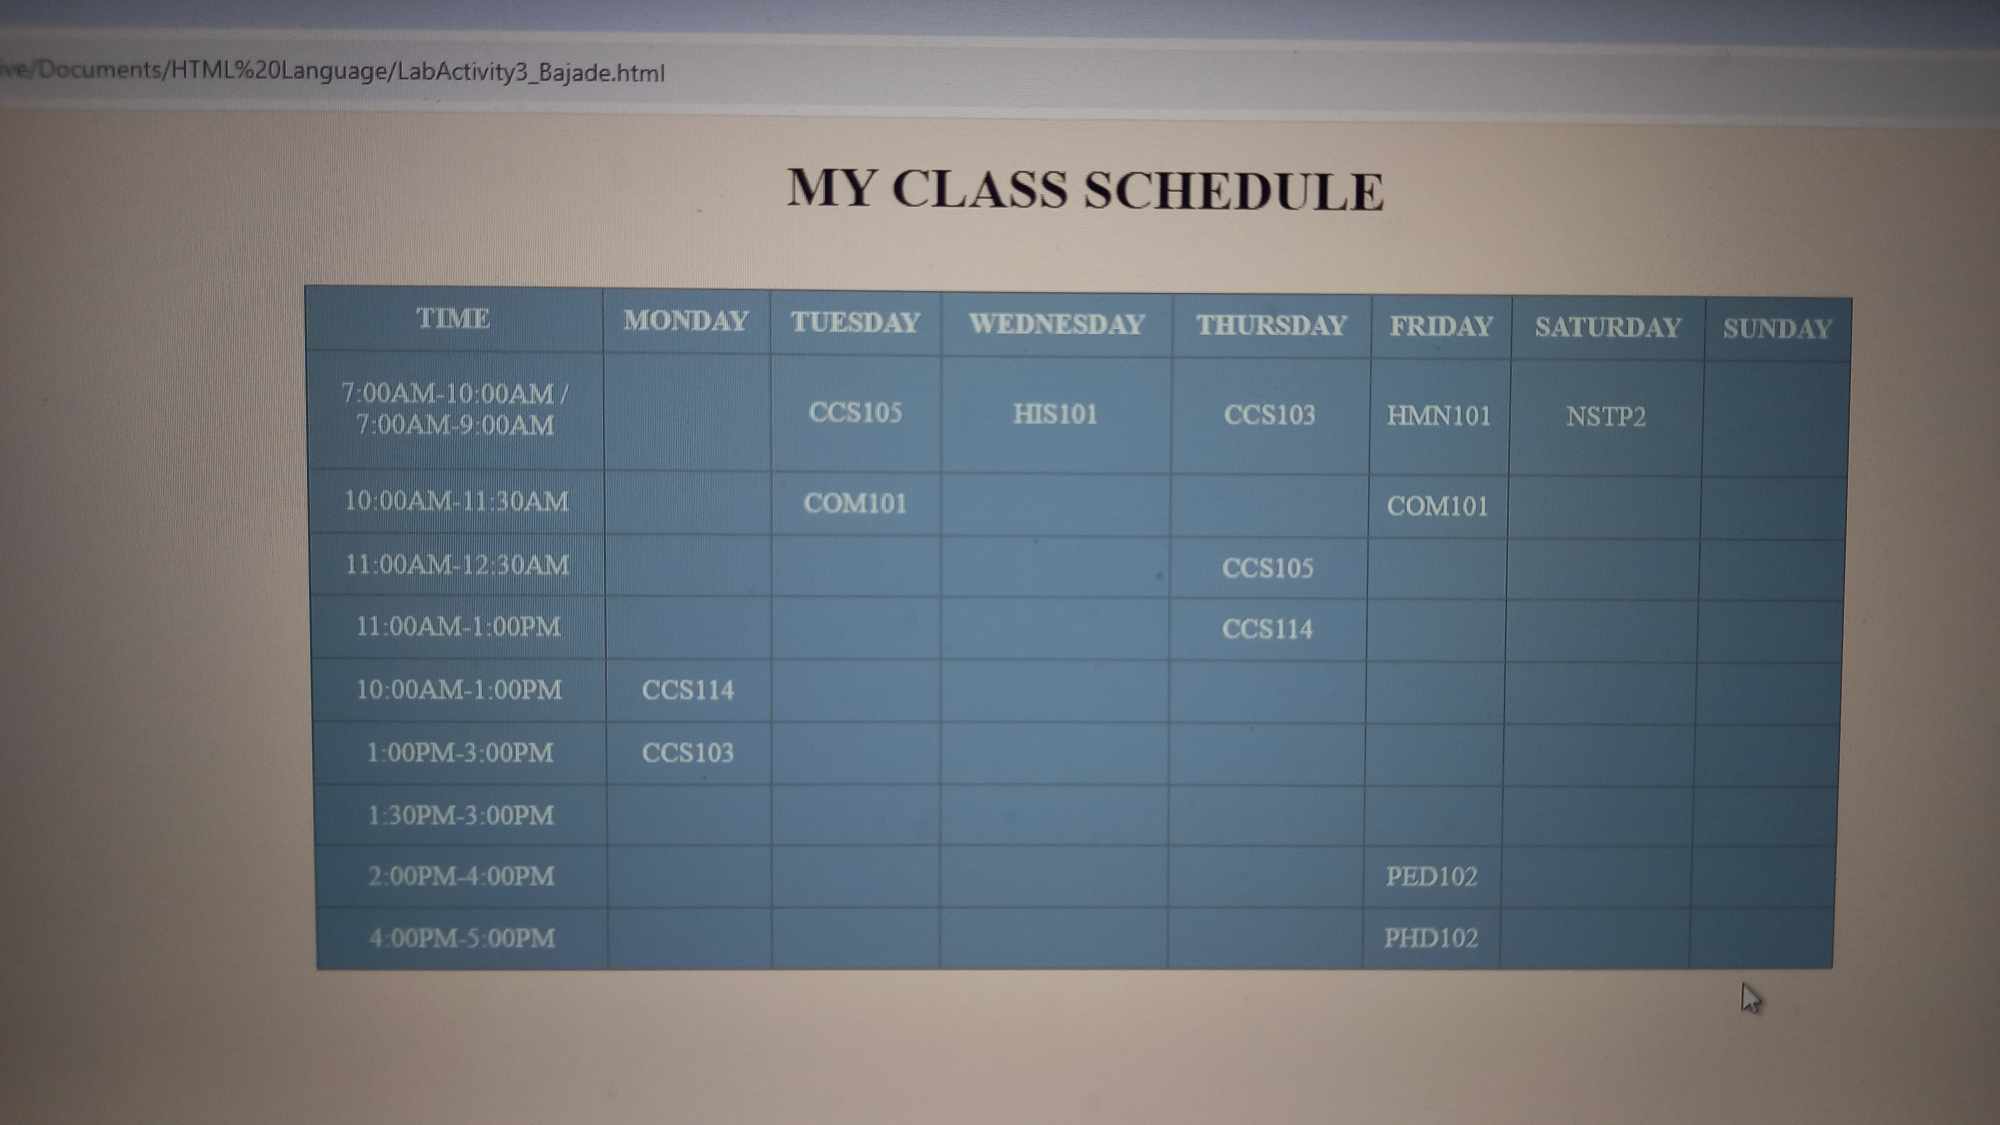 ive/Documents/HTML%20Language/LabActivity3_Bajade.html
MY CLASS SCHEDULE
TIME MONDAY TUESDAY WEDNESDAY THURSDAY FRIDAY SATURDAY SUNDAY
7:00AM-10:00AM /
7:00AM-9:00AM CCS105 HIS101 CCS103 HMN101 NSTP2
10:00AM-11:30AM COM101 COM101
11:00AM-12:30AM CCS105
11:00AM-1:00PM CCS114
10:00AM-1:00PM CCS114
1:00PM-3:00PM CCS103
1:30PM-3:00PM
2:00PM-4:00PM PED102
4:00PM-5:00PM PHD102